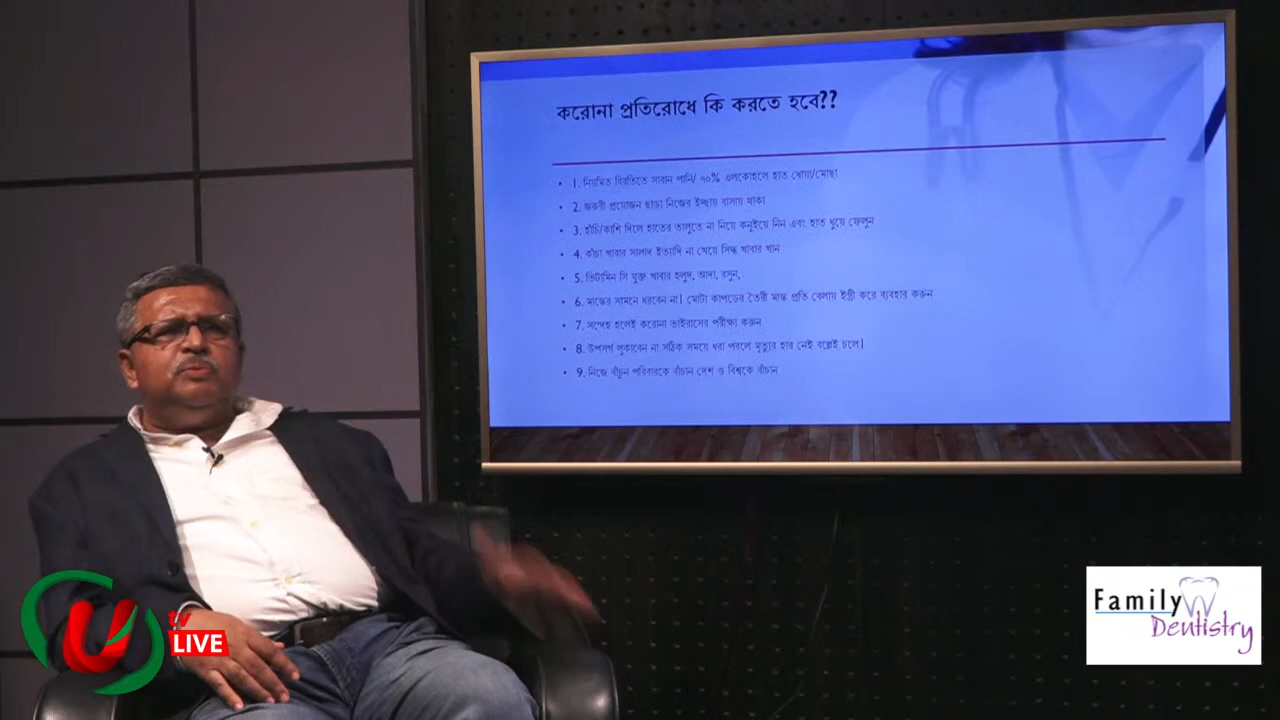 করোনা প্রতিরোধে কি করতে হবে??
1. নিয়মিত বিরতিতে সাবান পানি/ ৭০% এলকোহলে হাত ধোয়া/মোছা
2. জরুরী প্রয়োজন ছাড়া নিজের ইচ্ছায় বাসায় থাকা
3. হাঁচি/কাশি দিলে হাতের তালুতে না নিয়ে কনুইয়ে নিন এবং হাত ধুয়ে ফেলুন
4. কাঁচা খাবার সালাদ ইত্যাদি না খেয়ে সিদ্ধ খাবার খান
5. ভিটামিন সি যুক্ত খাবার হলুদ, আদা, রসুন,
6. মাস্কের সামনে ধরবেন না। মোটা কাপড়ের তৈরী মাস্ক প্রতি বেলায় ইস্ত্রী করে ব্যবহার করুন
7. সন্দেহ হলেই করোনা ভাইরাসের পরীক্ষা করুন
8. উপসর্গ লুকাবেন না সঠিক সময়ে ধরা পরলে মৃত্যুর হার নেই বল্লেই চলে।
9. নিজে বাঁচুন পরিবারকে বাঁচান দেশ ও বিশ্বকে বাঁচান
U tv
LIVE
Family
Dentistry